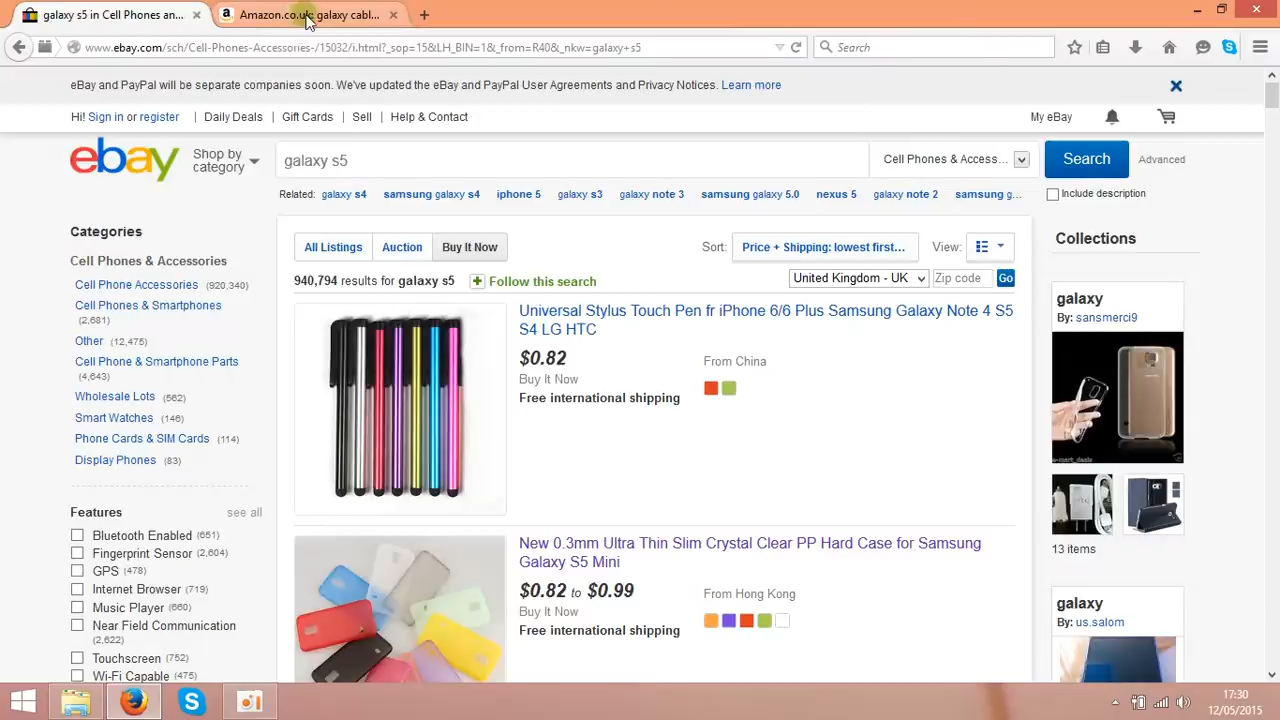 galaxy s5 in Cell Phones an...
Amazon.co.uk: galaxy cabl...
www.ebay.com/sch/Cell-Phones-Accessories-/15032/i.html?_sop=15&LH_BIN=1&_from=R40&_nkw=galaxy+s5
Search
eBay and PayPal will be separate companies soon. We've updated the eBay and PayPal User Agreements and Privacy Notices. Learn more
Hi! Sign in or register
Daily Deals
Gift Cards
Sell
Help & Contact
My eBay
ebay
Shop by
category
galaxy s5
Cell Phones & Access...
Search
Advanced
Related: galaxy s4 samsung galaxy s4 iphone 5 galaxy s3 galaxy note 3 samsung galaxy 5.0 nexus 5 galaxy note 2 samsung g...
Include description
Categories
Cell Phones & Accessories
Cell Phone Accessories (920,340)
Cell Phones & Smartphones
(2,681)
Other (12,475)
Cell Phone & Smartphone Parts
(4,643)
Wholesale Lots (562)
Smart Watches (146)
Phone Cards & SIM Cards (114)
Display Phones (83)
Features
see all
Bluetooth Enabled (651)
Fingerprint Sensor (2,604)
GPS (478)
Internet Browser (719)
Music Player (660)
Near Field Communication
(2,622)
Touchscreen (752)
Wi-Fi Capable (475)
All Listings
Auction
Buy It Now
Sort:
Price + Shipping: lowest first...
View:
940,794 results for galaxy s5
Follow this search
United Kingdom - UK
Zip code
Go
Universal Stylus Touch Pen fr iPhone 6/6 Plus Samsung Galaxy Note 4 S5
S4 LG HTC
$0.82
From China
Buy It Now
Free international shipping
New 0.3mm Ultra Thin Slim Crystal Clear PP Hard Case for Samsung
Galaxy S5 Mini
$0.82 to $0.99
From Hong Kong
Buy It Now
Free international shipping
Collections
galaxy
By: sansmerci9
13 items
galaxy
By: us.salom
17:30
12/05/2015